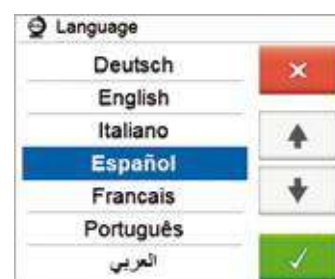 Language
Deutsch
English
Italiano
Español
Francais
Português
العربي